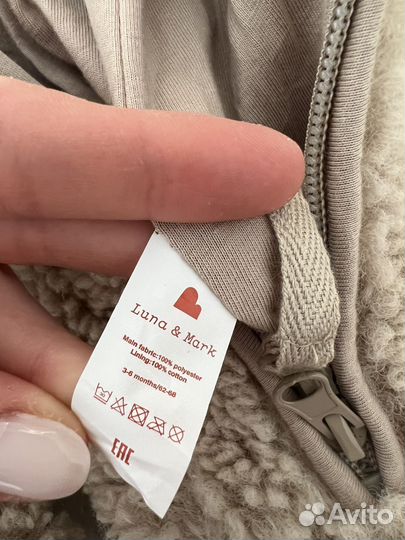 Luna & Mark
Main fabric:100% polyester
Lining:100% cotton
3-6 months/62-68
EAC
Avito